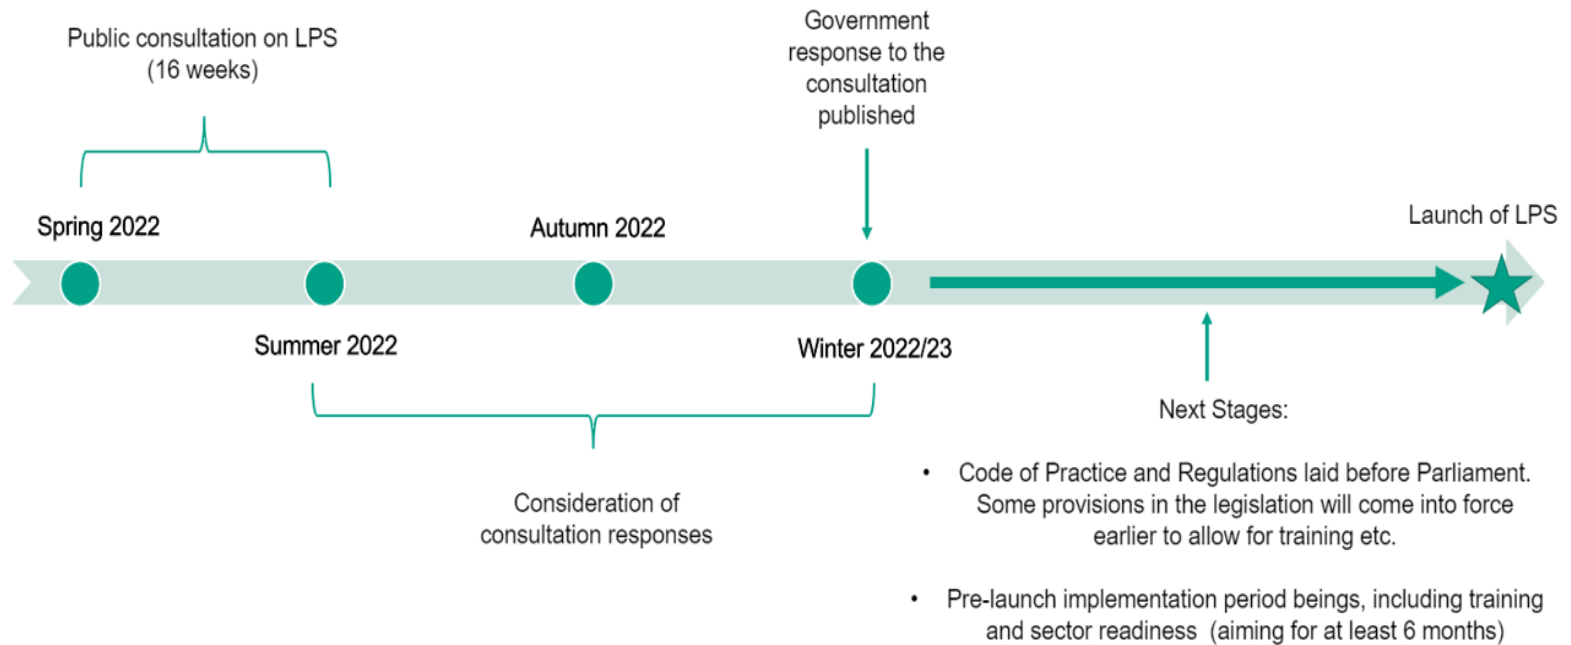 Public consultation on LPS
(16 weeks)
Government
response to the
consultation
published
Spring 2022
Autumn 2022
Launch of LPS
Summer 2022
Winter 2022/23
Consideration of
consultation responses
Next Stages:
• Code of Practice and Regulations laid before Parliament.
Some provisions in the legislation will come into force
earlier to allow for training etc.
• Pre-launch implementation period beings, including training
and sector readiness (aiming for at least 6 months)